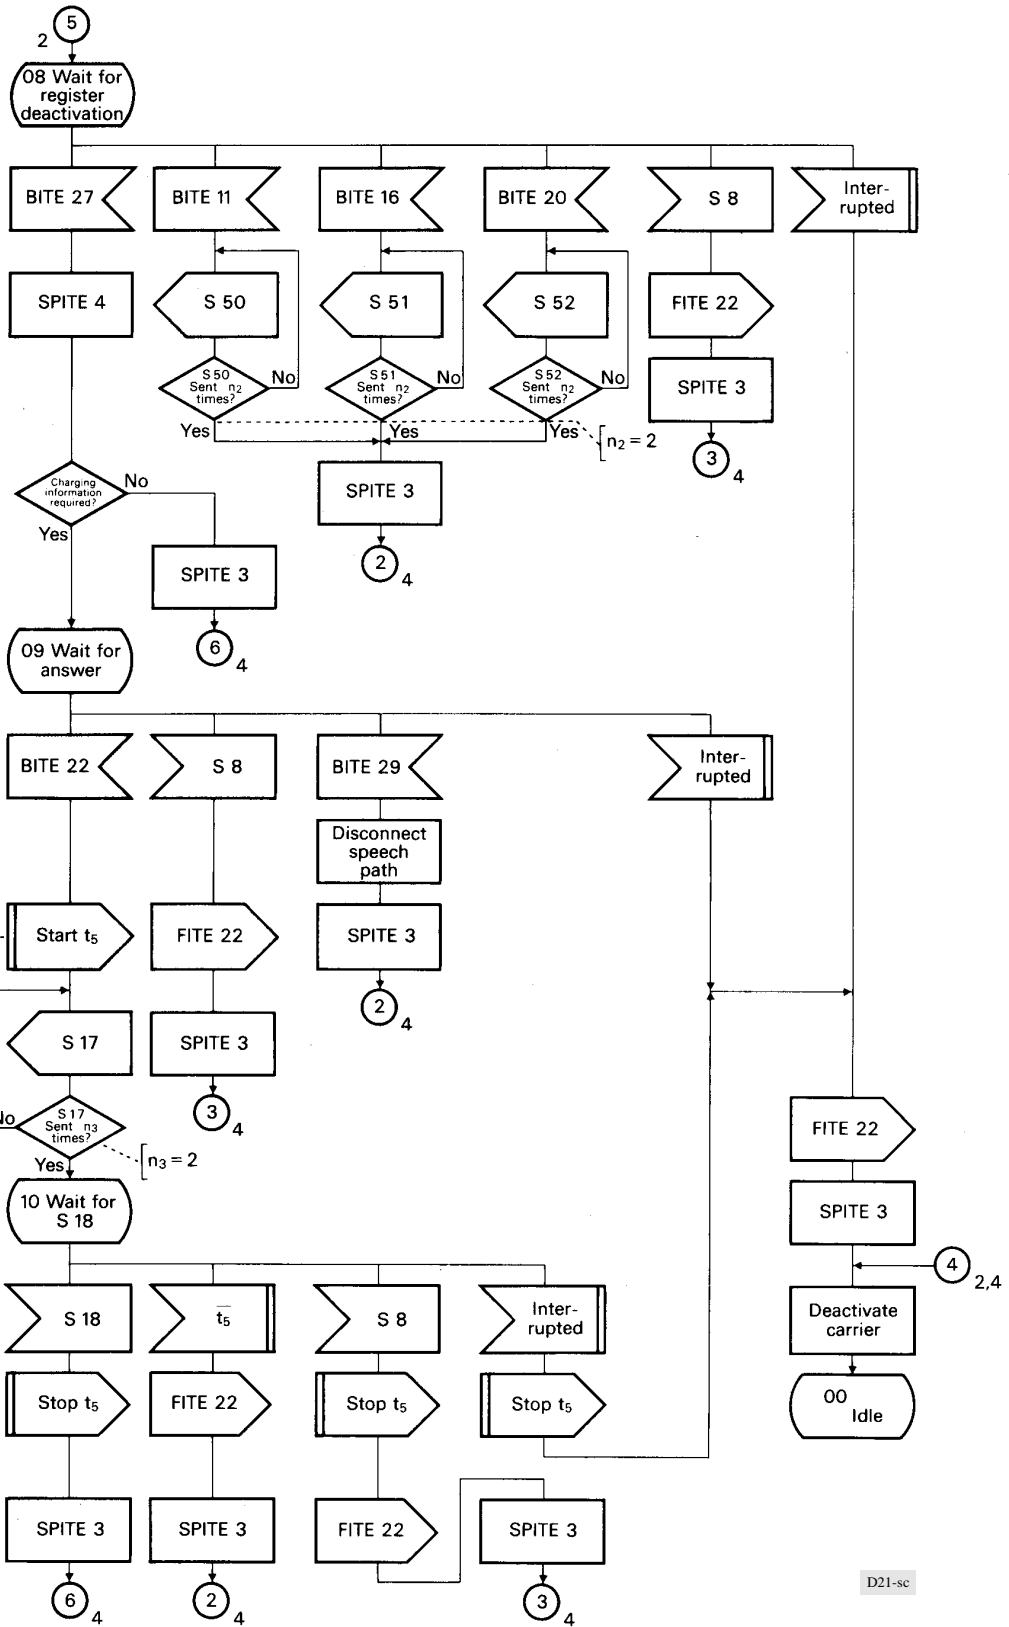 5
2
08 Wait for
register
deactivation
BITE 27
BITE 11
BITE 16
BITE 20
S 8
Inter-
rupted
SPITE 4
S 50
S 51
S 52
FITE 22
S 50
Sent n2
times?
No
S 51
Sent n2
times?
No
S 52
Sent n2
times?
No
SPITE 3
Yes
Yes
Yes
n2 = 2
3
4
Charging
information
required?
No
Yes
SPITE 3
2
4
SPITE 3
6
4
09 Wait for
answer
BITE 22
S 8
BITE 29
Inter-
rupted
Disconnect
speech
path
Start t5
FITE 22
SPITE 3
2
4
S 17
SPITE 3
3
4
S 17
Sent n3
times?
No
Yes
n3 = 2
FITE 22
10 Wait for
S 18
SPITE 3
4
2,4
S 18
t5
S 8
Inter-
rupted
Deactivate
carrier
Stop t5
FITE 22
Stop t5
Stop t5
00
Idle
SPITE 3
SPITE 3
FITE 22
SPITE 3
6
4
2
4
3
4
D21-sc